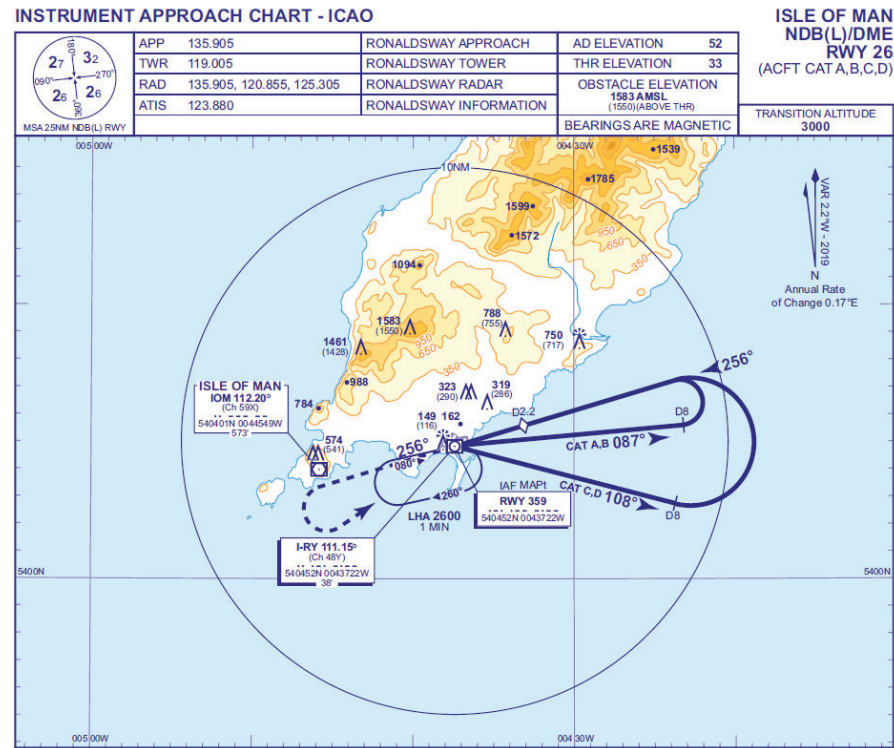 INSTRUMENT APPROACH CHART - ICAO
ISLE OF MAN
NDB(L)/DME
RWY 26
(ACFT CAT A,B,C,D)
180°
27 32
090° 270°
26 26
360°
MSA 25NM NDB(L) RWY
APP 135.905 RONALDSWAY APPROACH
TWR 119.005 RONALDSWAY TOWER
RAD 135.905, 120.855, 125.305 RONALDSWAY RADAR
ATIS 123.880 RONALDSWAY INFORMATION
AD ELEVATION 52
THR ELEVATION 33
OBSTACLE ELEVATION
1583 AMSL
(1550)(ABOVE THR)
BEARINGS ARE MAGNETIC
TRANSITION ALTITUDE
3000
005 00W
004 30W
10NM
1539
1785
1599
1572
950
650
350
VAR 2.2°W - 2019
N
Annual Rate
of Change 0.17°E
1094
1583
(1550)
788
(755)
750
(717)
1461
(1428)
950
650
350
988
256°
ISLE OF MAN
IOM 112.20D
(Ch 59X)
540401N 0044549W
573'
784
323
(290)
319
(286)
D2.2
D8
149 162
(116)
574
(541)
256°
080°
CAT A,B 087°
260°
IAF MAPt
CAT C,D 108°
D8
RWY 359
540452N 0043722W
LHA 2600
1 MIN
I-RY 111.15D
(Ch 48Y)
540452N 0043722W
38'
5400N
5400N
005 00W
004 30W